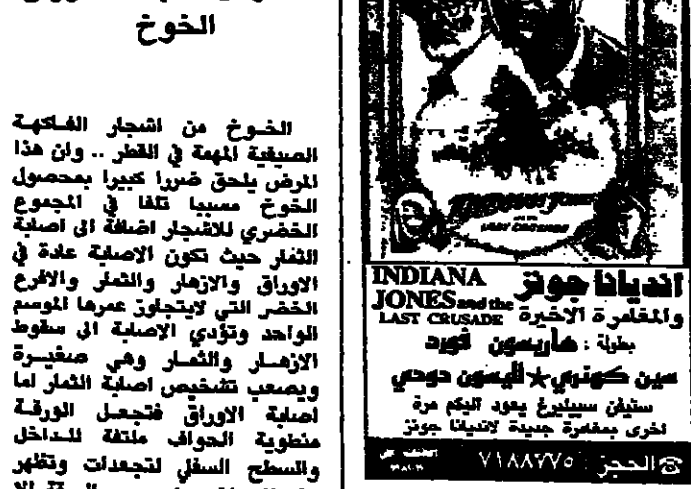 الخوخ
الخوخ من اشجار الفاكهة
الصيفية المهمة في القطر .. وان هذا
المرض يلحق ضررا كبيرا بمحصول
الخوخ مسببا تلفا في المجموع
الخضري للاشجار اضافة الى اصابة
الثمار حيث تكون الاصابة عادة في
الاوراق والازهار والثمار والافرع
الخضر التي لايتجاوز عمرها الموسم
الواحد وتؤدي الاصابة الى سقوط
الازهار والثمار وهي صغيرة
ويصعب تشخيص اصابة الثمار اما
اصابة الاوراق فتجعل الورقة
منطوية الحواف ملتفة للداخل
والسطح السفلي لتجعدات وتظهر
INDIANA JONES
LAST CRUSADE
INDIANA
JONES and the
LAST CRUSADE
انديانا جونز
والمغامرة الاخيرة
بطولة : هاريسون فورد
سين كونري ★ اليسون دودي
ستيفن سبيلبرغ يعود اليكم مرة
اخرى بمغامرة جديدة لانديانا جونز
الحجز : ٧١٨٨٧٧٥